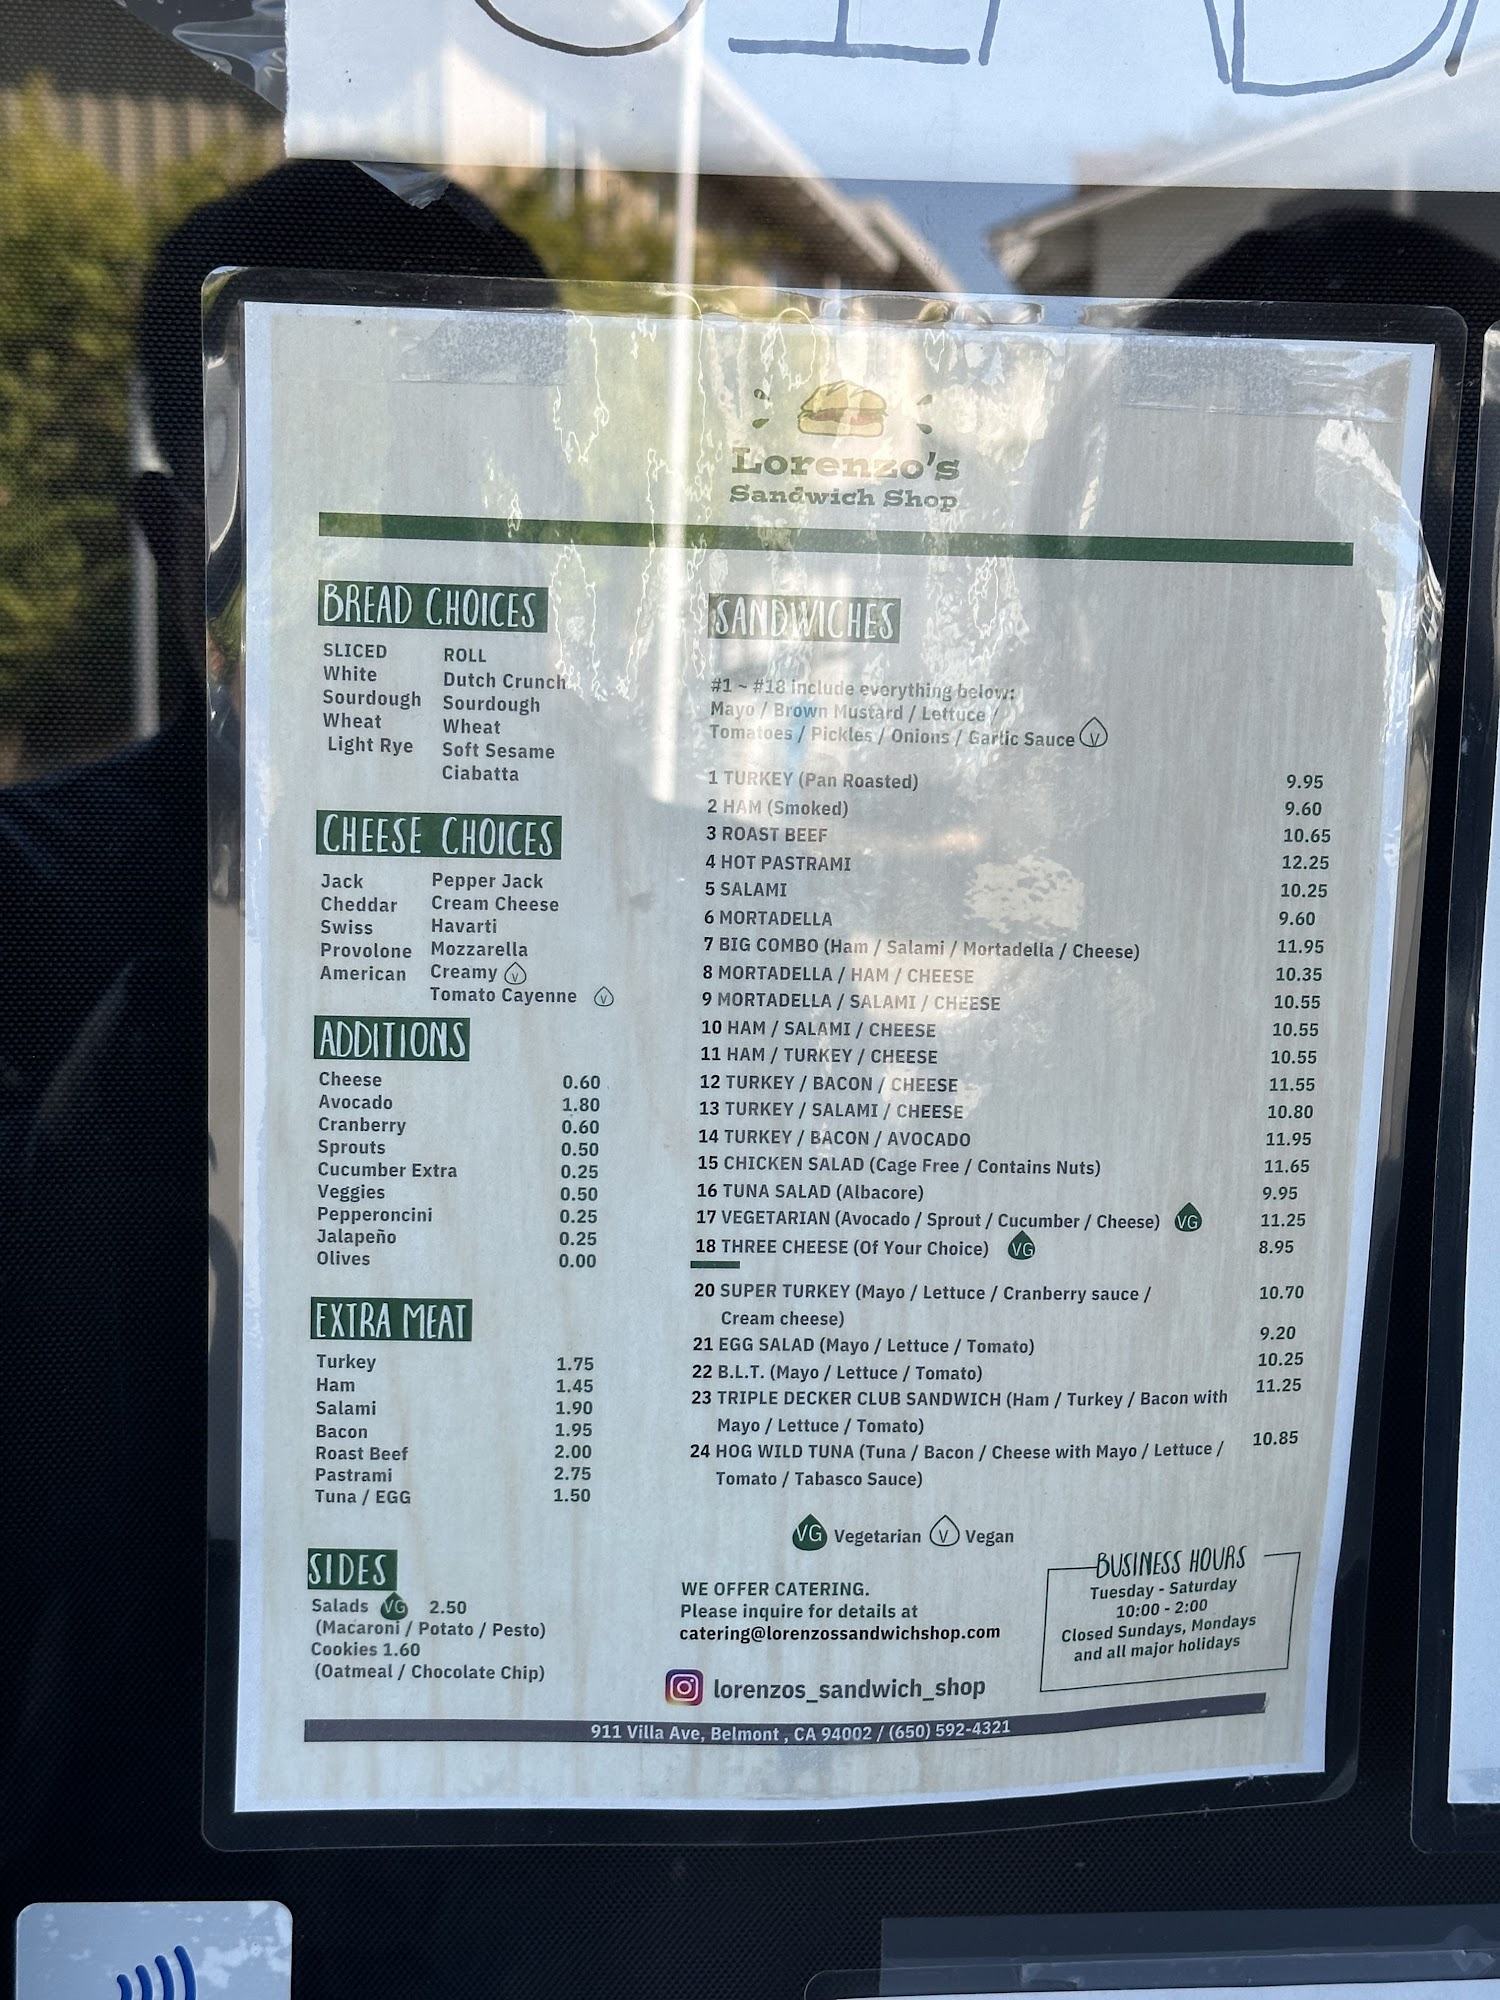 Lorenzo's
Sandwich Shop
BREAD CHOICES
SLICED
White
Sourdough
Wheat
Light Rye
ROLL
Dutch Crunch
Sourdough
Wheat
Soft Sesame
Ciabatta
CHEESE CHOICES
Jack
Cheddar
Swiss
Provolone
American
Pepper Jack
Cream Cheese
Havarti
Mozzarella
Creamy V
Tomato Cayenne V
ADDITIONS
Cheese 0.60
Avocado 1.80
Cranberry 0.60
Sprouts 0.50
Cucumber Extra 0.25
Veggies 0.50
Pepperoncini 0.25
Jalapeño 0.25
Olives 0.00
EXTRA MEAT
Turkey 1.75
Ham 1.45
Salami 1.90
Bacon 1.95
Roast Beef 2.00
Pastrami 2.75
Tuna / EGG 1.50
SIDES
Salads VG 2.50
(Macaroni / Potato / Pesto)
Cookies 1.60
(Oatmeal / Chocolate Chip)
SANDWICHES
#1 ~ #18 include everything below:
Mayo / Brown Mustard / Lettuce /
Tomatoes / Pickles / Onions / Garlic Sauce V
1 TURKEY (Pan Roasted) 9.95
2 HAM (Smoked) 9.60
3 ROAST BEEF 10.65
4 HOT PASTRAMI 12.25
5 SALAMI 10.25
6 MORTADELLA 9.60
7 BIG COMBO (Ham / Salami / Mortadella / Cheese) 11.95
8 MORTADELLA / HAM / CHEESE 10.35
9 MORTADELLA / SALAMI / CHEESE 10.55
10 HAM / SALAMI / CHEESE 10.55
11 HAM / TURKEY / CHEESE 10.55
12 TURKEY / BACON / CHEESE 11.55
13 TURKEY / SALAMI / CHEESE 10.80
14 TURKEY / BACON / AVOCADO 11.95
15 CHICKEN SALAD (Cage Free / Contains Nuts) 11.65
16 TUNA SALAD (Albacore) 9.95
17 VEGETARIAN (Avocado / Sprout / Cucumber / Cheese) VG 11.25
18 THREE CHEESE (Of Your Choice) VG 8.95
20 SUPER TURKEY (Mayo / Lettuce / Cranberry sauce / 10.70
Cream cheese)
21 EGG SALAD (Mayo / Lettuce / Tomato) 9.20
22 B.L.T. (Mayo / Lettuce / Tomato) 10.25
23 TRIPLE DECKER CLUB SANDWICH (Ham / Turkey / Bacon with 11.25
Mayo / Lettuce / Tomato)
24 HOG WILD TUNA (Tuna / Bacon / Cheese with Mayo / Lettuce / 10.85
Tomato / Tabasco Sauce)
VG Vegetarian V Vegan
WE OFFER CATERING.
Please inquire for details at
catering@lorenzossandwichshop.com
lorenzos_sandwich_shop
BUSINESS HOURS
Tuesday - Saturday
10:00 - 2:00
Closed Sundays, Mondays
and all major holidays
911 Villa Ave, Belmont , CA 94002 / (650) 592-4321